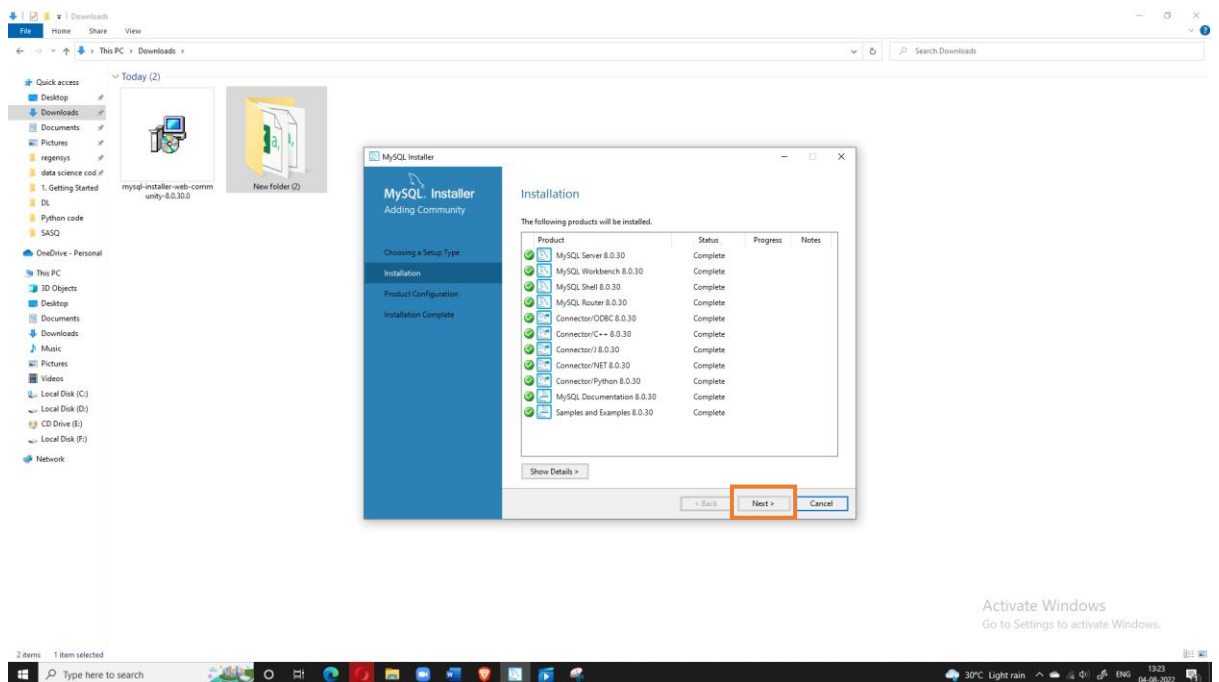 Downloads
File Home Share View
This PC > Downloads >
Search Downloads
Quick access
Desktop
Downloads
Documents
Pictures
regensys
data science cod
1. Getting Started
DL
Python code
SASQ
OneDrive - Personal
This PC
3D Objects
Desktop
Documents
Downloads
Music
Pictures
Videos
Local Disk (C:)
Local Disk (D:)
CD Drive (E:)
Local Disk (F:)
Network
Today (2)
mysql-installer-web-comm
unity-8.0.30.0
New folder (2)
a,
MySQL Installer
MySQL. Installer
Adding Community
Choosing a Setup Type
Installation
Product Configuration
Installation Complete
Installation
The following products will be installed.
Product Status Progress Notes
MySQL Server 8.0.30 Complete
MySQL Workbench 8.0.30 Complete
MySQL Shell 8.0.30 Complete
MySQL Router 8.0.30 Complete
Connector/ODBC 8.0.30 Complete
Connector/C++ 8.0.30 Complete
Connector/J 8.0.30 Complete
Connector/NET 8.0.30 Complete
Connector/Python 8.0.30 Complete
MySQL Documentation 8.0.30 Complete
Samples and Examples 8.0.30 Complete
Show Details >
< Back Next > Cancel
Activate Windows
Go to Settings to activate Windows.
2 items 1 item selected
Type here to search
30°C Light rain ENG
13:23
04-08-2022